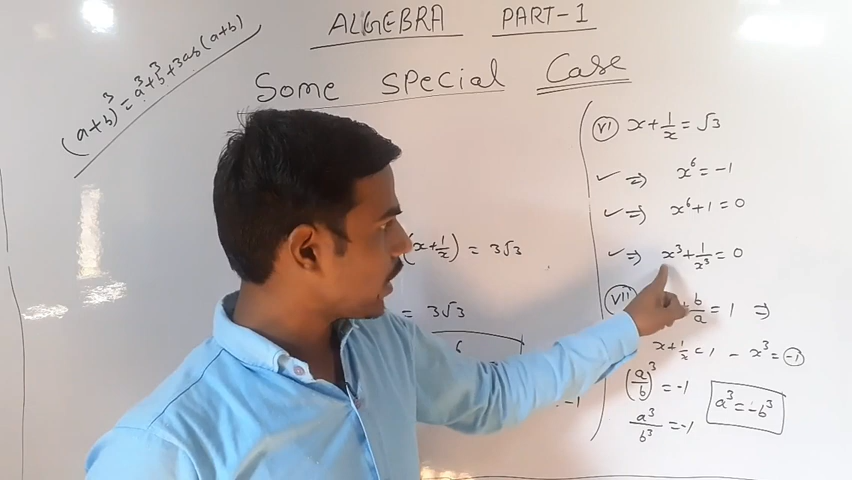 ALGEBRA PART-1
(a+b)³ = a³+b³+3ab(a+b)
Some Special Case
(x+1/x) = 3√3
= 3√3
6
-1
(vi) x + 1/x = √3
✓ ⇒ x⁶ = -1
✓ ⇒ x⁶+1 = 0
✓ ⇒ x³ + 1/x³ = 0
(vii) + b/a = 1 ⇒
x + 1/x = 1 - x³ = -1
(a/b)³ = -1
a³/b³ = -1
a³ = -b³